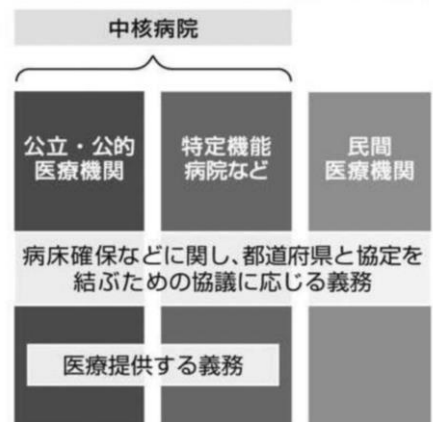 中核病院
公立・公的
医療機関
特定機能
病院など
民間
医療機関
病床確保などに関し、都道府県と協定を
結ぶための協議に応じる義務
医療提供する義務